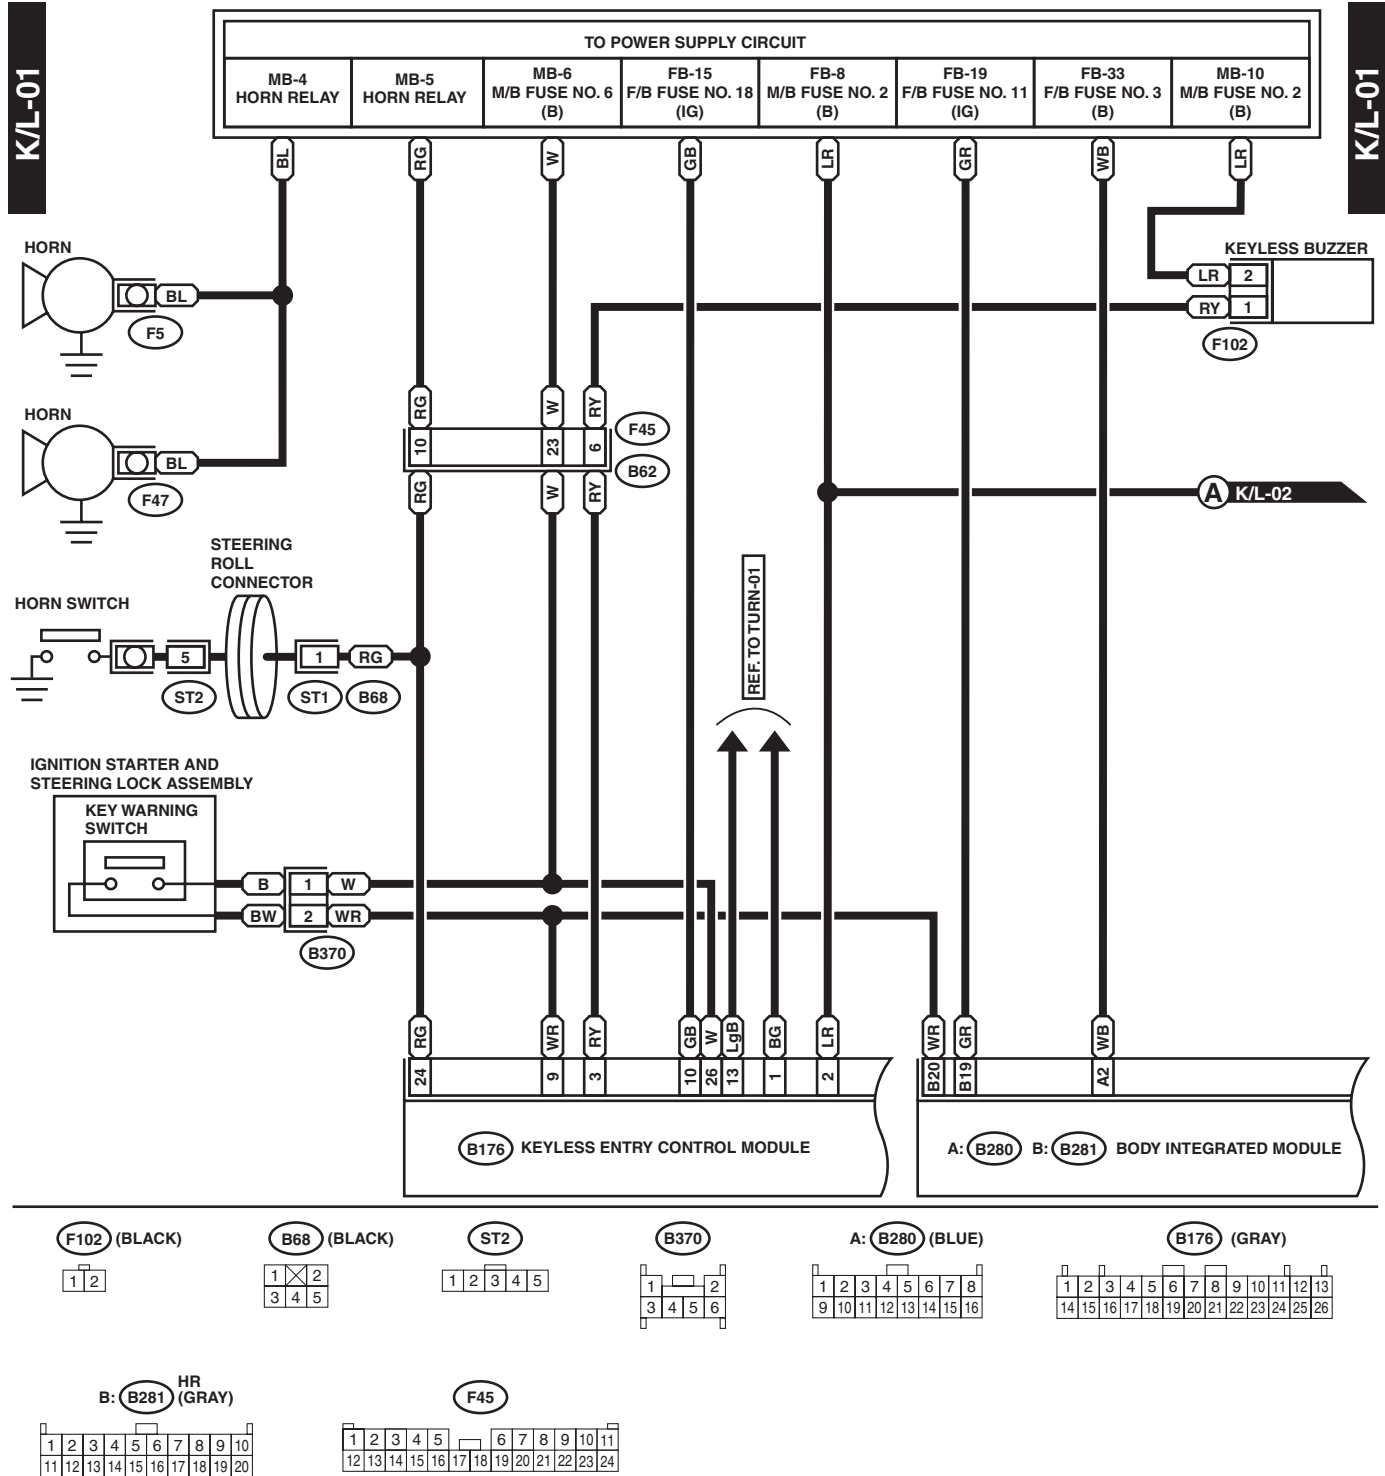 K/L-01
K/L-01
TO POWER SUPPLY CIRCUIT
MB-4
HORN RELAY
MB-5
HORN RELAY
MB-6
M/B FUSE NO. 6
(B)
FB-15
F/B FUSE NO. 18
(IG)
FB-8
M/B FUSE NO. 2
(B)
FB-19
F/B FUSE NO. 11
(IG)
FB-33
F/B FUSE NO. 3
(B)
MB-10
M/B FUSE NO. 2
(B)
BL RG W GB LR GR WB LR
HORN
BL
F5
KEYLESS BUZZER
LR 2
RY 1
F102
HORN
BL
F47
RG W RY
10 23 6
F45
B62
RG W RY
A K/L-02
STEERING
ROLL
CONNECTOR
HORN SWITCH
5 1 RG
ST2 ST1 B68
REF. TO TURN-01
IGNITION STARTER AND
STEERING LOCK ASSEMBLY
KEY WARNING
SWITCH
B 1 W
BW 2 WR
B370
RG WR RY GB W LgB BG LR WR GR WB
24 9 3 10 26 13 1 2 B20 B19 A2
B176 KEYLESS ENTRY CONTROL MODULE
A: B280 B: B281 BODY INTEGRATED MODULE
F102 (BLACK)
1 2
B68 (BLACK)
1 2
3 4 5
ST2
1 2 3 4 5
B370
1 2
3 4 5 6
A: B280 (BLUE)
1 2 3 4 5 6 7 8
9 10 11 12 13 14 15 16
B176 (GRAY)
1 2 3 4 5 6 7 8 9 10 11 12 13
14 15 16 17 18 19 20 21 22 23 24 25 26
B: B281 HR
(GRAY)
1 2 3 4 5 6 7 8 9 10
11 12 13 14 15 16 17 18 19 20
F45
1 2 3 4 5 6 7 8 9 10 11
12 13 14 15 16 17 18 19 20 21 22 23 24